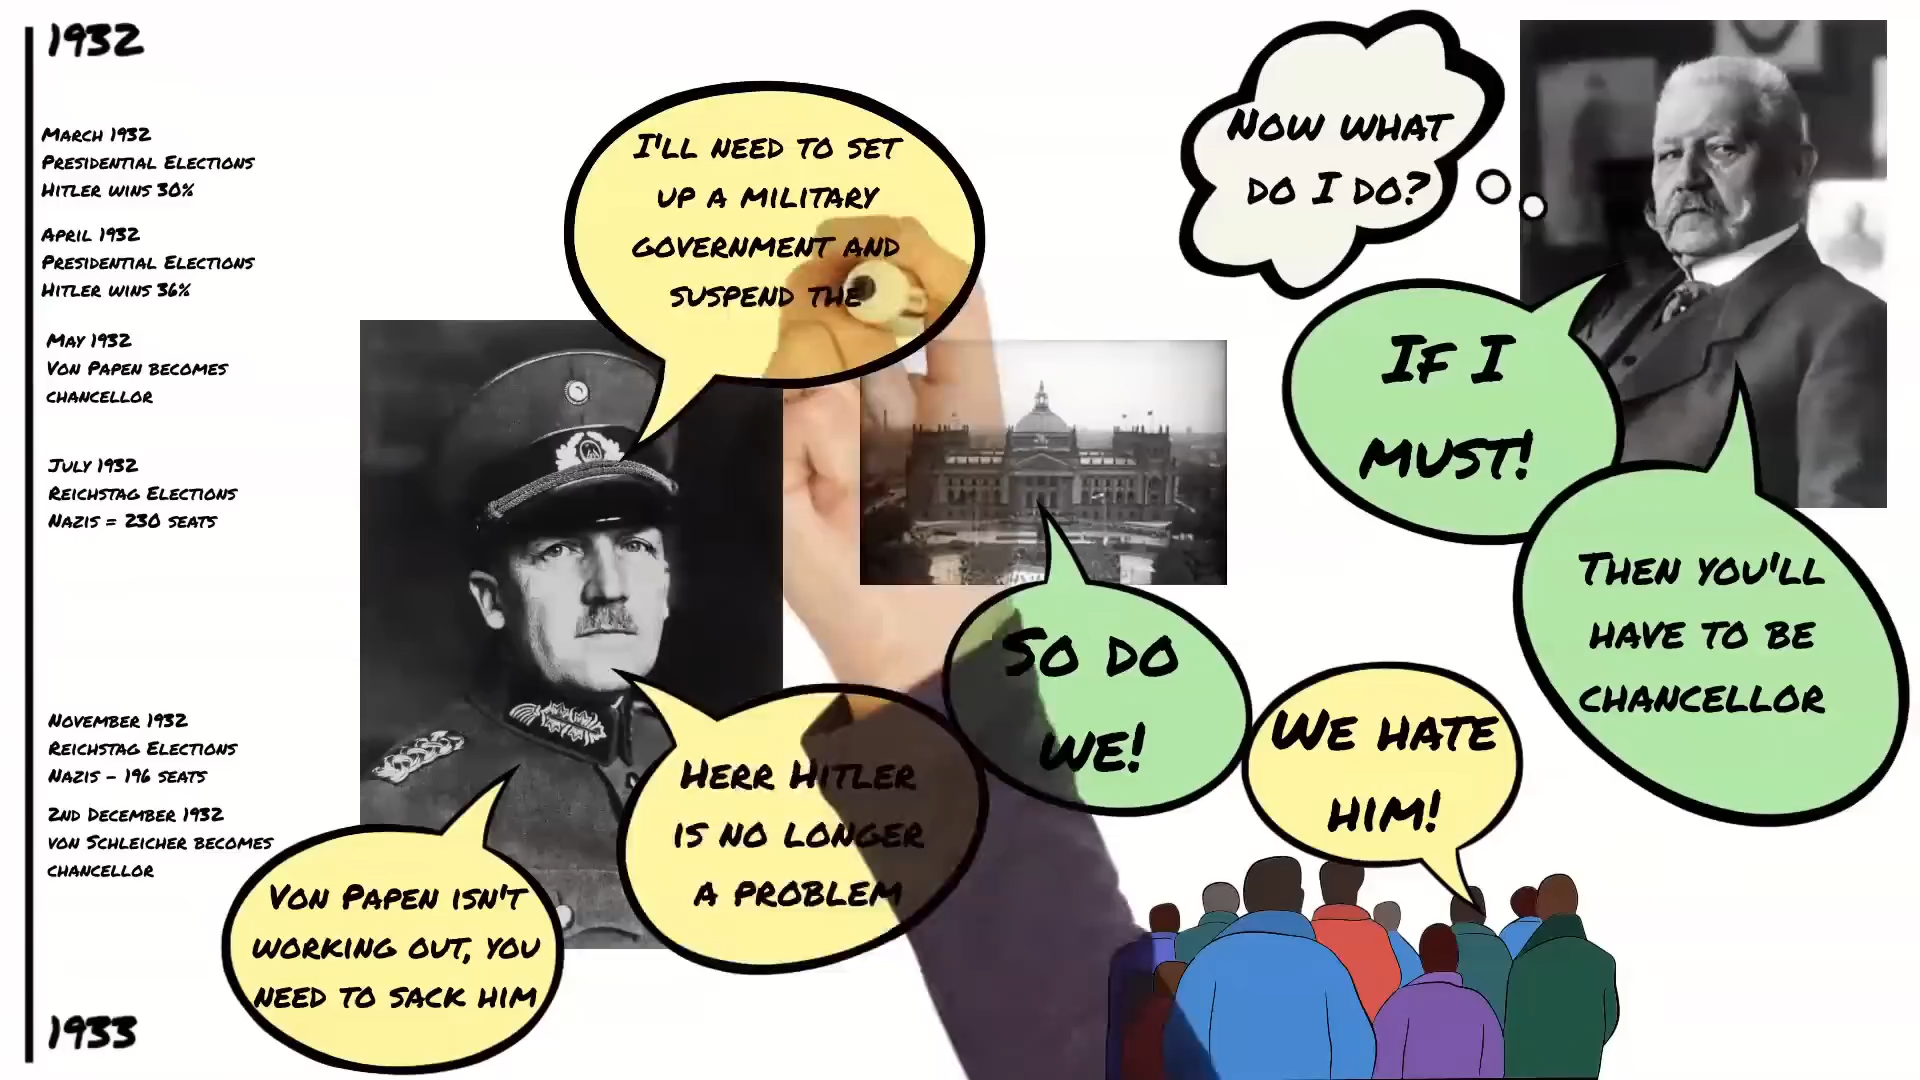 1932
March 1932
Presidential Elections
Hitler wins 30%
April 1932
Presidential Elections
Hitler wins 36%
May 1932
Von Papen becomes
chancellor
July 1932
Reichstag Elections
Nazis = 230 seats
November 1932
Reichstag Elections
Nazis - 196 seats
2nd December 1932
von Schleicher becomes
chancellor
1933
I'll need to set
up a military
government and
suspend the
Von Papen isn't
working out, you
need to sack him
Herr Hitler
is no longer
a problem
So do
we!
We hate
him!
Now what
do I do?
If I
must!
Then you'll
have to be
chancellor